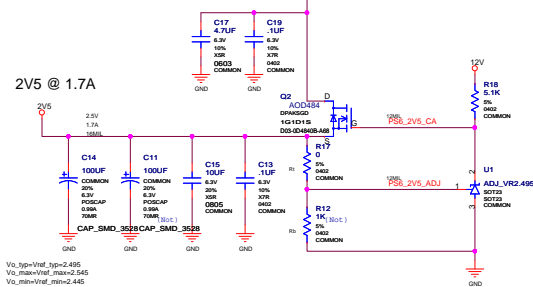 C17
4.7UF
6.3V
10%
X5R
0603
COMMON
GND
C19
.1UF
6.3V
10%
X7R
0402
COMMON
GND
2V5 @ 1.7A
2V5
2.5V
1.7A
16MIL
Q2
AOD484
DPAKSGD
1G1D1S
D03-0D4840B-A68
D
G
S
12MIL
PS6_2V5_CA
12V
R18
5.1K
5%
0402
COMMON
C14
100UF
COMMON
20%
6.3V
POSCAP
0.99A
70MR
CAP_SMD_3528
GND
C11
100UF
COMMON
20%
6.3V
POSCAP
0.99A
70MR
(Not)
CAP_SMD_3528
GND
C15
10UF
6.3V
20%
X5R
0805
COMMON
GND
C13
.1UF
6.3V
10%
X7R
0402
COMMON
GND
R17
0
5%
0402
COMMON
Rt
12MIL
PS6_2V5_ADJ
R12
1K
(Not)
5%
0402
COMMON
Rb
GND
U1
ADJ_VR2.495
SOT23
SOT23
COMMON
2
1
3
GND
Vo_typ=Vref_typ=2.495
Vo_max=Vref_max=2.545
Vo_min=Vref_min=2.445